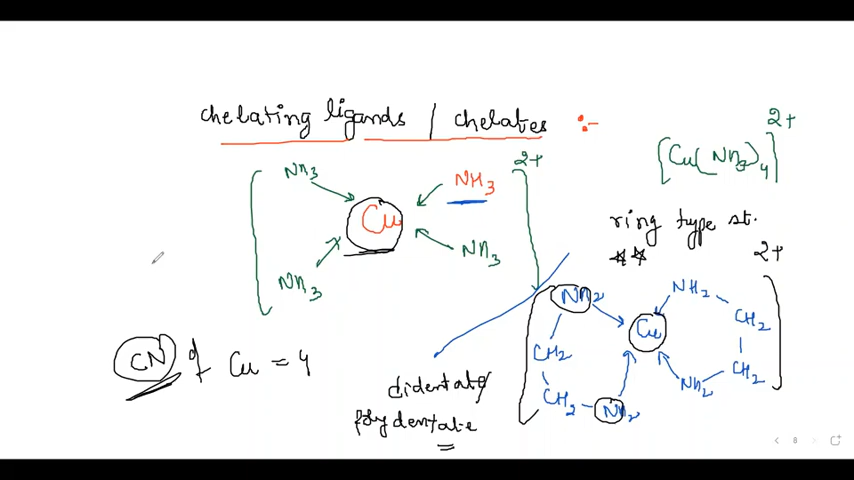 chelating ligands / chelates :-
2+
[Cu(NH3)4]
2+
NH3 NH3
Cu
NH3 NH3
ring type st.
**
2+
NH2 NH2
Cu CH2
CH2 CH2
CH2 - NH2 NH2
CN of Cu = 4
didentate/
polydentate
8